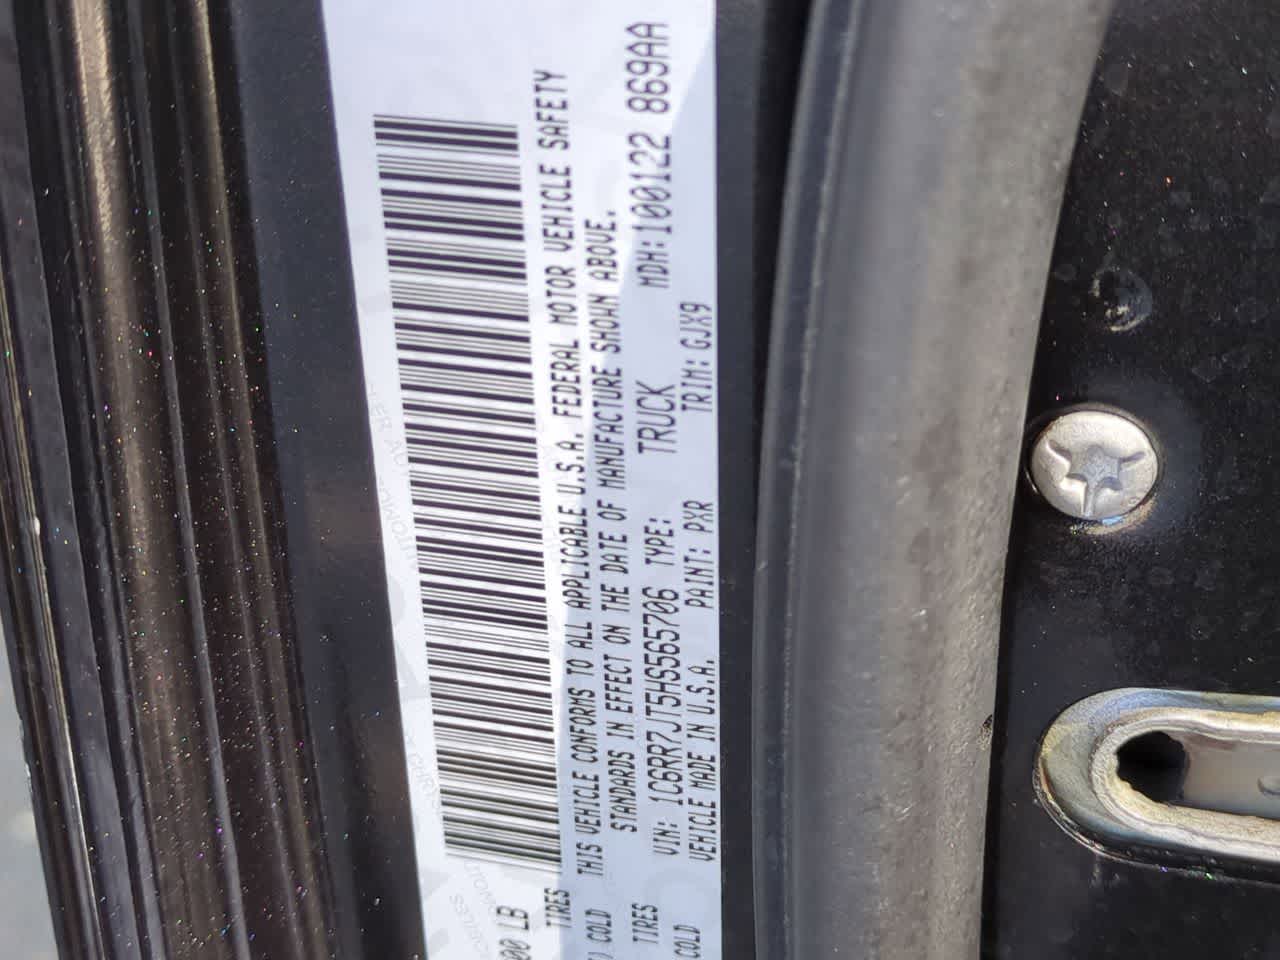 00 LB
TIRES
COLD
THIS VEHICLE CONFORMS TO ALL APPLICABLE U.S.A. FEDERAL MOTOR VEHICLE SAFETY
STANDARDS IN EFFECT ON THE DATE OF MANUFACTURE SHOWN ABOVE.
TIRES
VIN: 1C6RR7JT5HS565706 TYPE: TRUCK MDH:100122 869AA
COLD
VEHICLE MADE IN U.S.A. PAINT: PXR TRIM: GJX9